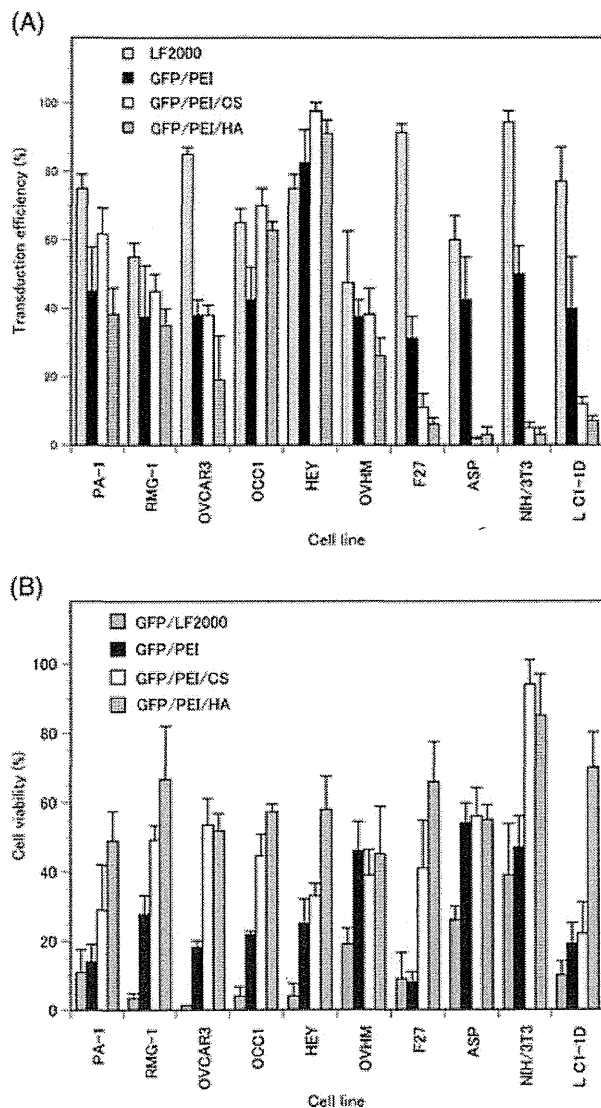 (A)
LF2000
GFP/PEI
GFP/PEI/CS
GFP/PEI/HA
Transduction efficiency (%)
100
80
60
40
20
0
PA-1
RMG-1
OVCAR3
OCC1
HEY
OVHM
F27
ASP
NIH/3T3
L C1-1D
Cell line
(B)
GFP/LF2000
GFP/PEI
GFP/PEI/CS
GFP/PEI/HA
Cell viability (%)
100
80
60
40
20
0
PA-1
RMG-1
OVCAR3
OCC1
HEY
OVHM
F27
ASP
NIH/3T3
L C1-1D
Cell line